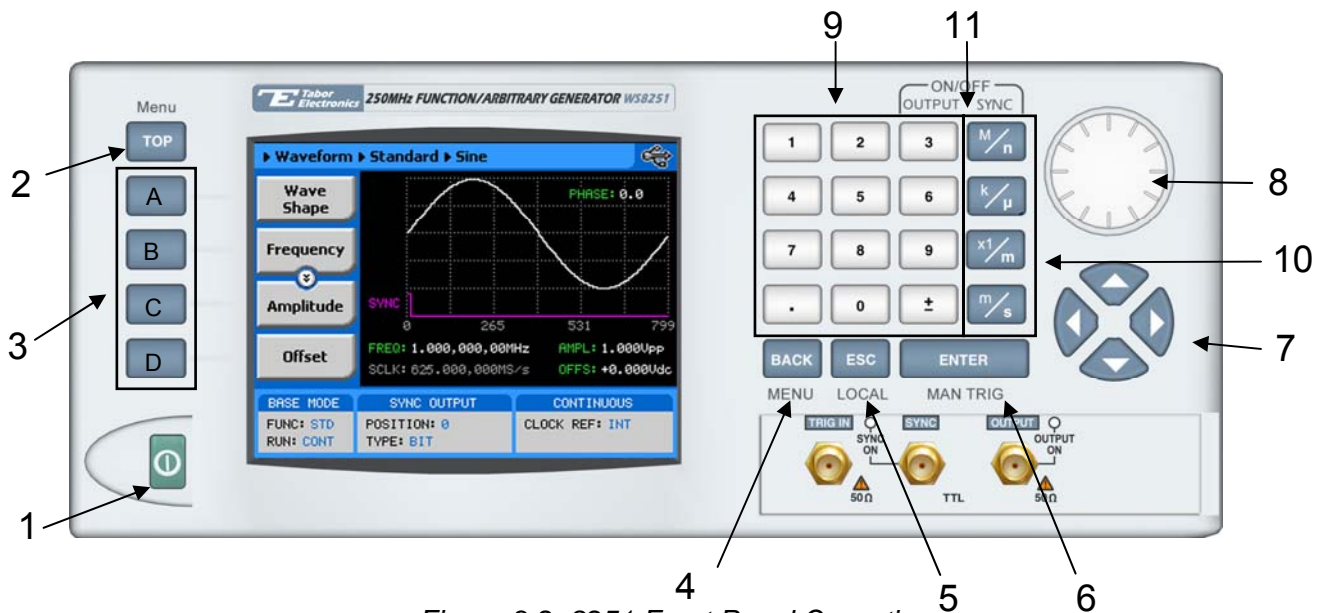 9 11
ON/OFF
OUTPUT SYNC
Menu
Tabor Electronics 250MHz FUNCTION/ARBITRARY GENERATOR WS8251
TOP
2
A
B
C
D
3
1
Waveform Standard Sine
Wave Shape
Frequency
Amplitude
Offset
PHASE: 0.0
SYNC
0 265 531 799
FREQ: 1.000,000,00MHz AMPL: 1.000Vpp
SCLK: 625.000,000MS/s OFFS: +0.000Vdc
BASE MODE SYNC OUTPUT CONTINUOUS
FUNC: STD POSITION: 0 CLOCK REF: INT
RUN: CONT TYPE: BIT
1 2 3 M/n
4 5 6 k/µ
7 8 9 x1/m
. 0 ± m/s
8
10
7
BACK ESC ENTER
MENU LOCAL MAN TRIG
TRIG IN SYNC OUTPUT
SYNC ON OUTPUT ON
50Ω TTL 50Ω
4 5 6
8251 Front Panel